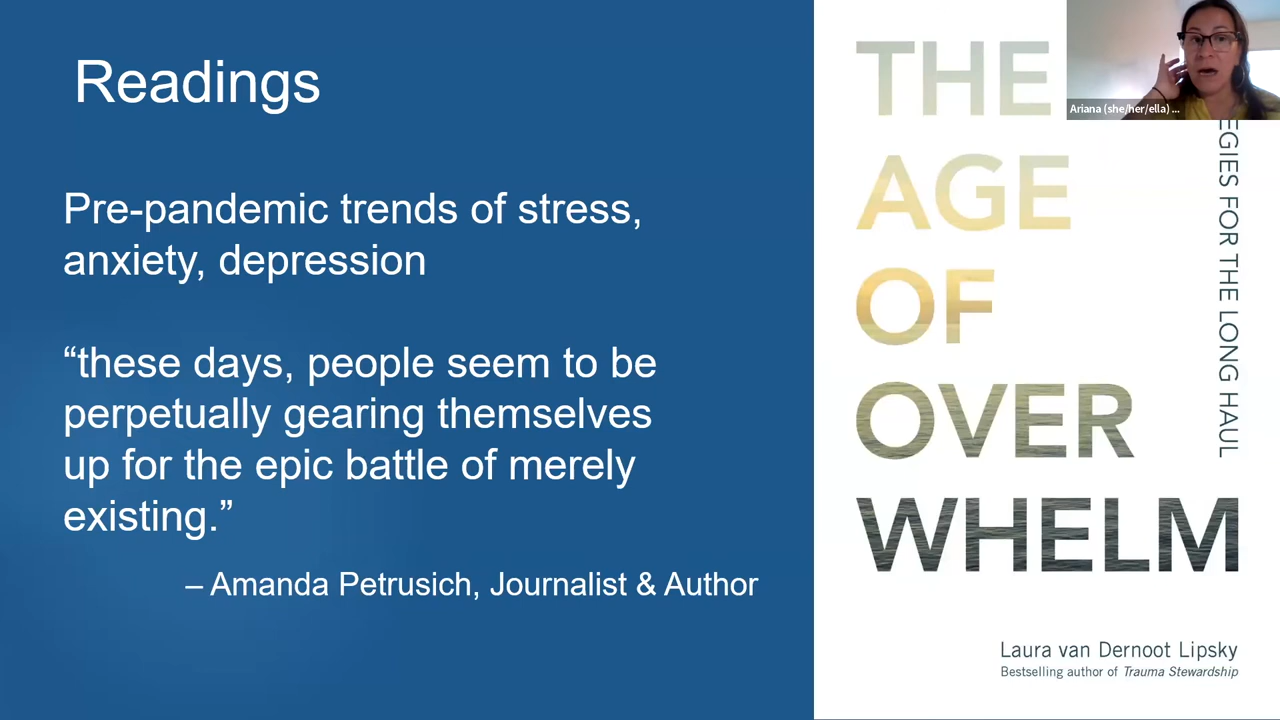 Readings
Pre-pandemic trends of stress,
anxiety, depression
“these days, people seem to be
perpetually gearing themselves
up for the epic battle of merely
existing.”
– Amanda Petrusich, Journalist & Author
THE
AGE
OF
OVER
WHELM
EGIES FOR THE LONG HAUL
Laura van Dernoot Lipsky
Bestselling author of Trauma Stewardship
Ariana (she/her/ella) ...